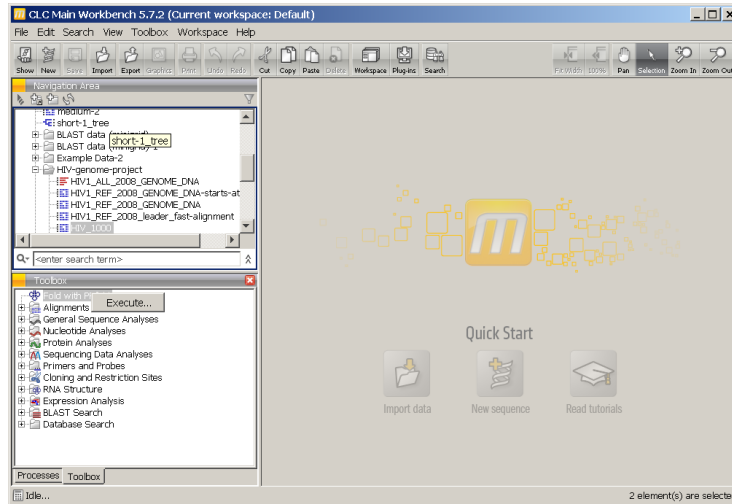 CLC Main Workbench 5.7.2 (Current workspace: Default)
File Edit Search View Toolbox Workspace Help
Show New Save Import Export Graphics Print Undo Redo Cut Copy Paste Delete Workspace Plug-ins Search Fit Width 100% Pan Selection Zoom In Zoom Out
Navigation Area
medium-2
short-1_tree
BLAST data
short-1_tree
BLAST data
Example Data-2
HIV-genome-project
HIV1_ALL_2008_GENOME_DNA
HIV1_REF_2008_GENOME_DNA-starts-at
HIV1_REF_2008_GENOME_DNA
HIV1_REF_2008_leader_fast-alignment
HIV_1000
<enter search term>
Toolbox
Fold with
Execute...
Alignments
General Sequence Analyses
Nucleotide Analyses
Protein Analyses
Sequencing Data Analyses
Primers and Probes
Cloning and Restriction Sites
RNA Structure
Expression Analysis
BLAST Search
Database Search
Processes Toolbox
Idle...
m
Quick Start
Import data New sequence Read tutorials
2 element(s) are selecte